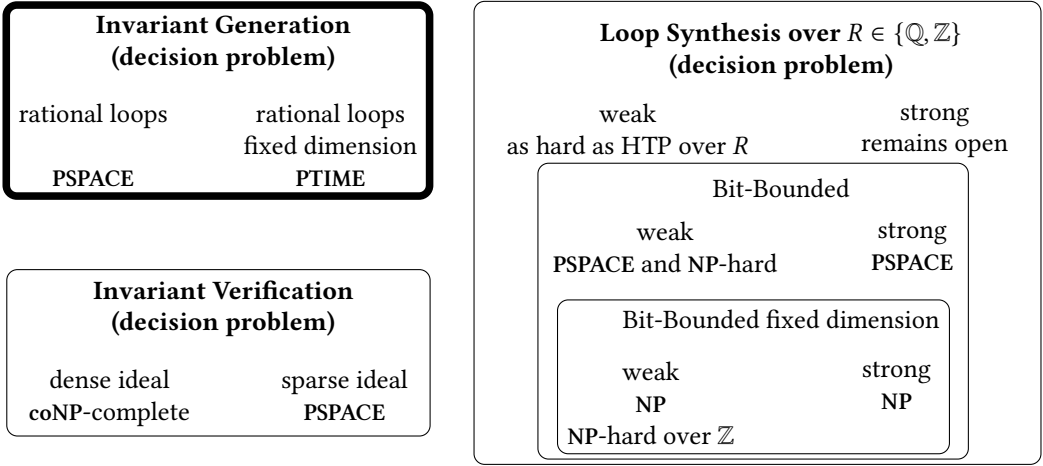 Invariant Generation
(decision problem)
rational loops
PSPACE
rational loops
fixed dimension
PTIME
Invariant Verification
(decision problem)
dense ideal
coNP-complete
sparse ideal
PSPACE
Loop Synthesis over R ∈ {ℚ, ℤ}
(decision problem)
weak
as hard as HTP over R
strong
remains open
Bit-Bounded
weak
PSPACE and NP-hard
strong
PSPACE
Bit-Bounded fixed dimension
weak
NP
NP-hard over ℤ
strong
NP